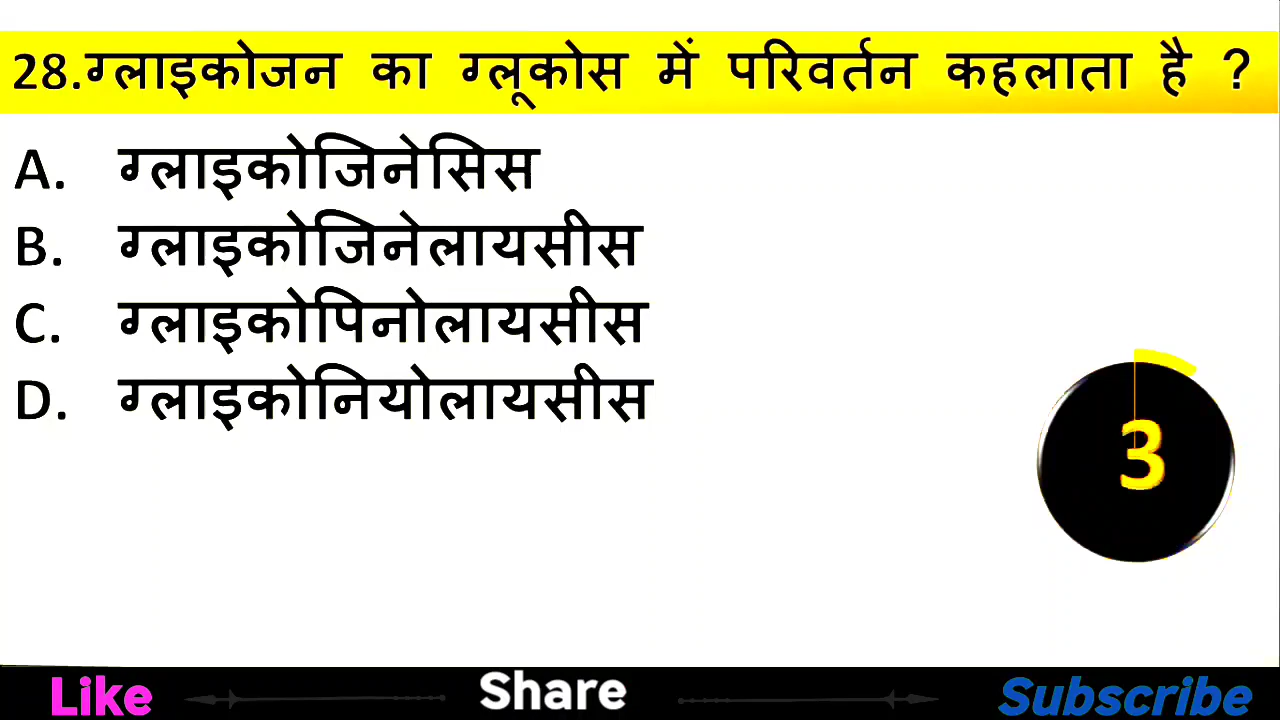 28.ग्लाइकोजन का ग्लूकोस में परिवर्तन कहलाता है ?
A. ग्लाइकोजिनेसिस
B. ग्लाइकोजिनेलायसीस
C. ग्लाइकोपिनोलायसीस
D. ग्लाइकोनियोलायसीस
3
Like Share Subscribe